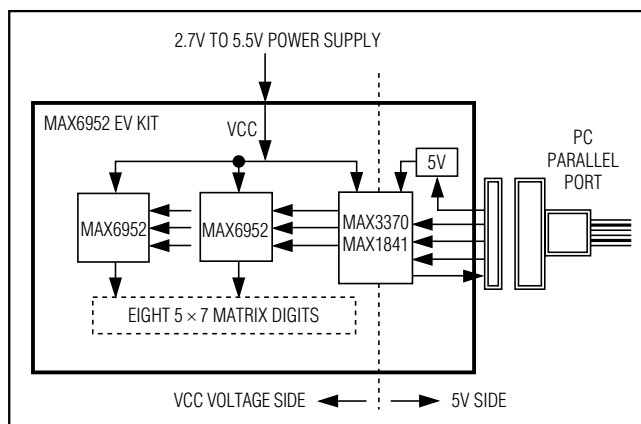 2.7V TO 5.5V POWER SUPPLY
MAX6952 EV KIT
VCC
5V
PC
PARALLEL
PORT
MAX6952
MAX6952
MAX3370
MAX1841
EIGHT 5 × 7 MATRIX DIGITS
VCC VOLTAGE SIDE
5V SIDE